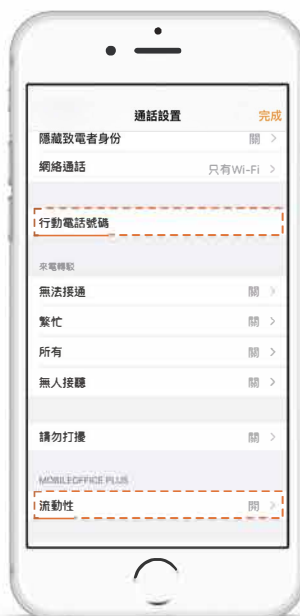 通話設置 完成
隱藏致電者身份 關 >
網絡通話 只有Wi-Fi >
行動電話號碼
來電轉駁
無法接通 關 >
繁忙 關 >
所有 關 >
無人接聽 關 >
請勿打擾 關 >
MOBILEOFFICE PLUS
流動性 開 >